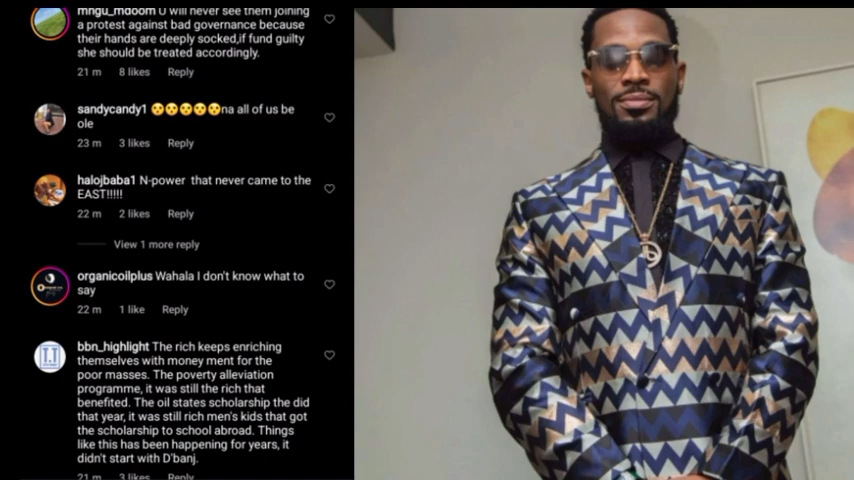 mngu_mdoom U will never see them joining
a protest against bad governance because
their hands are deeply socked,if fund guilty
she should be treated accordingly.
21 m 8 likes Reply
sandycandy1 😲😲😲😲😲na all of us be
ole
23 m 3 likes Reply
halojbaba1 N-power that never came to the
EAST!!!!!
22 m 2 likes Reply
View 1 more reply
organicoilplus Wahala I don't know what to
say
22 m 1 like Reply
bbn_highlight The rich keeps enriching
themselves with money ment for the
poor masses. The poverty alleviation
programme, it was still the rich that
benefited. The oil states scholarship the did
that year, it was still rich men's kids that got
the scholarship to school abroad. Things
like this has been happening for years, it
didn't start with D'banj.
21 m 3 likes Reply